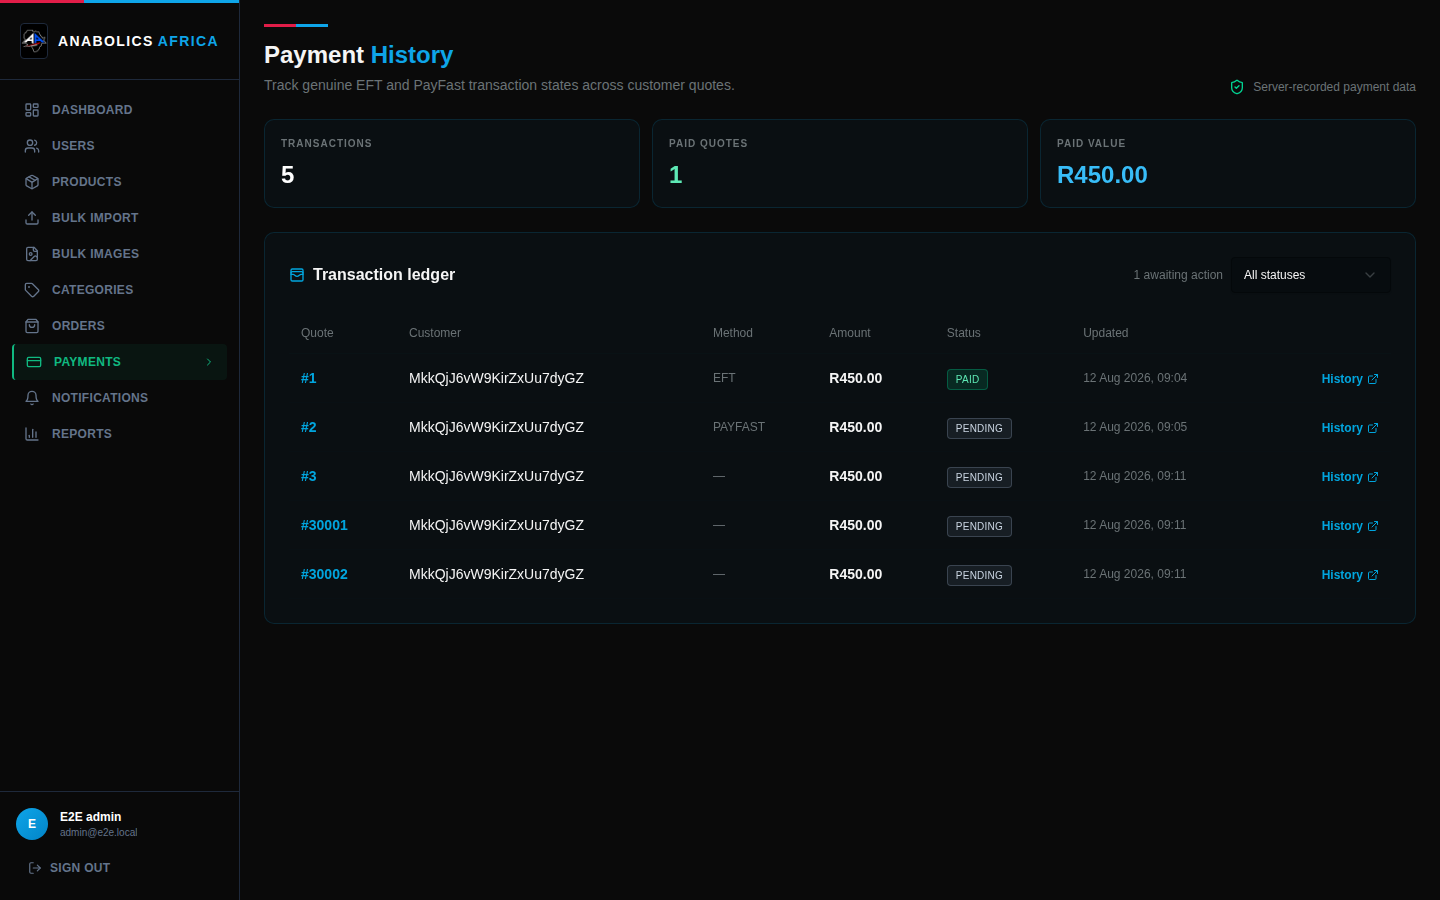 ANABOLICS AFRICA
DASHBOARD
USERS
PRODUCTS
BULK IMPORT
BULK IMAGES
CATEGORIES
ORDERS
PAYMENTS
NOTIFICATIONS
REPORTS
E
E2E admin
admin@e2e.local
SIGN OUT
Payment History
Track genuine EFT and PayFast transaction states across customer quotes.
Server-recorded payment data
TRANSACTIONS
5
PAID QUOTES
1
PAID VALUE
R450.00
Transaction ledger
1 awaiting action
All statuses
Quote Customer Method Amount Status Updated
#1 MkkQjJ6vW9KirZxUu7dyGZ EFT R450.00 PAID 12 Aug 2026, 09:04 History
#2 MkkQjJ6vW9KirZxUu7dyGZ PAYFAST R450.00 PENDING 12 Aug 2026, 09:05 History
#3 MkkQjJ6vW9KirZxUu7dyGZ — R450.00 PENDING 12 Aug 2026, 09:11 History
#30001 MkkQjJ6vW9KirZxUu7dyGZ — R450.00 PENDING 12 Aug 2026, 09:11 History
#30002 MkkQjJ6vW9KirZxUu7dyGZ — R450.00 PENDING 12 Aug 2026, 09:11 History